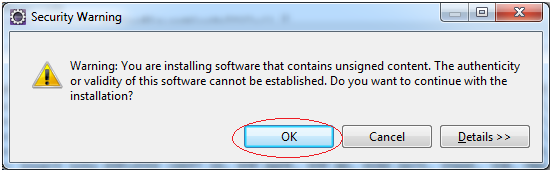 Security Warning
Warning: You are installing software that contains unsigned content. The authenticity
or validity of this software cannot be established. Do you want to continue with the
installation?
OK
Cancel
Details >>